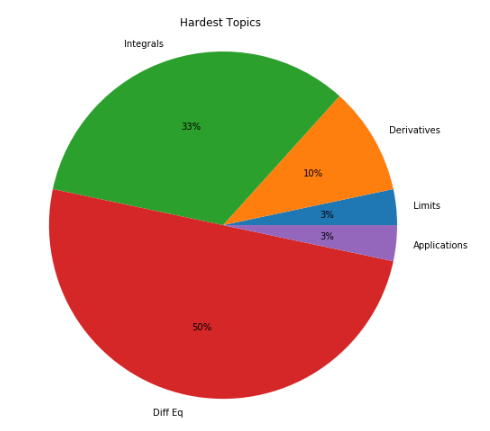 Hardest Topics
Integrals
33%
Derivatives
10%
Limits
3%
3%
Applications
50%
Diff Eq